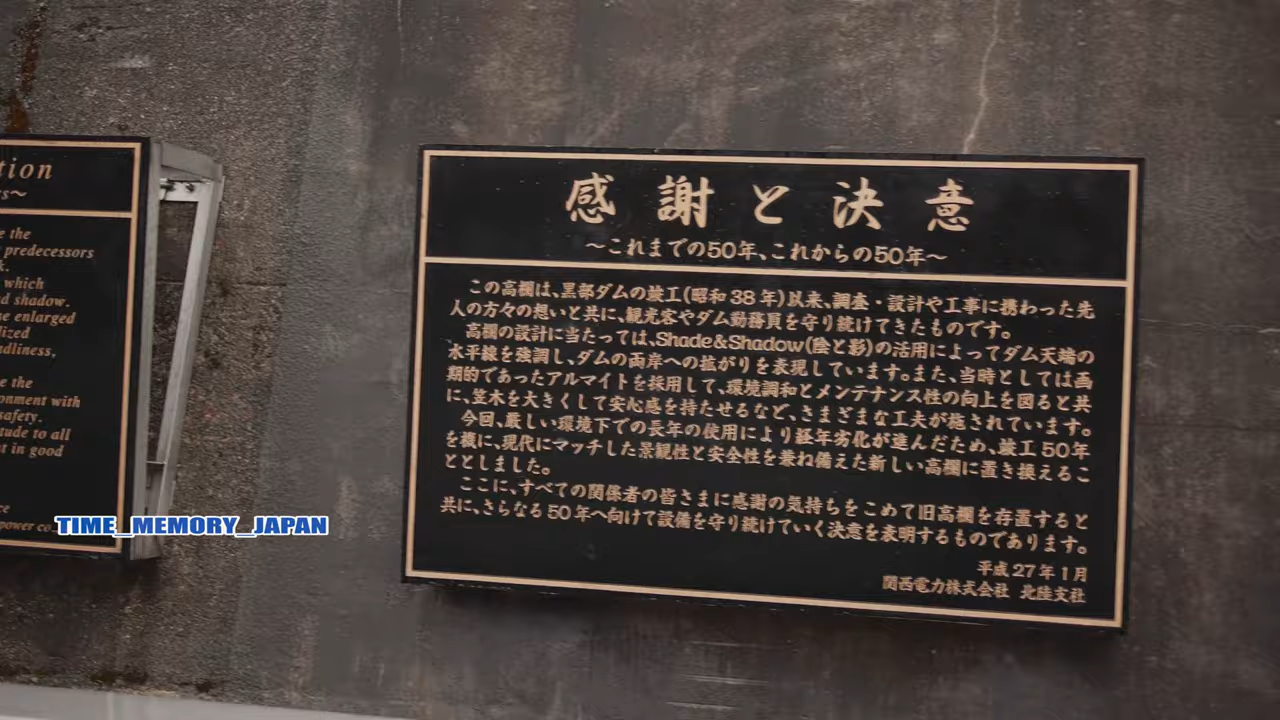 tion
s～
e the
predecessors
k.
which
d shadow.
e enlarged
lized
ndliness,
e the
onment with
safety.
tude to all
t in good
ce
power co.
TIME_MEMORY_JAPAN
感謝と決意
～これまでの50年、これからの50年～
この高欄は、黒部ダムの竣工(昭和38年)以来、調査・設計や工事に携わった先
人の方々の想いと共に、観光客やダム勤務員を守り続けてきたものです。
高欄の設計に当たっては、Shade&Shadow(陰と影)の活用によってダム天端の
水平線を強調し、ダムの両岸への拡がりを表現しています。また、当時としては画
期的であったアルマイトを採用して、環境調和とメンテナンス性の向上を図ると共
に、笠木を大きくして安心感を持たせるなど、さまざまな工夫が施されています。
今回、厳しい環境下での長年の使用により経年劣化が進んだため、竣工50年
を機に、現代にマッチした景観性と安全性を兼ね備えた新しい高欄に置き換えるこ
ととしました。
ここに、すべての関係者の皆さまに感謝の気持ちをこめて旧高欄を存置すると
共に、さらなる50年へ向けて設備を守り続けていく決意を表明するものであります。
平成27年1月
関西電力株式会社 北陸支社